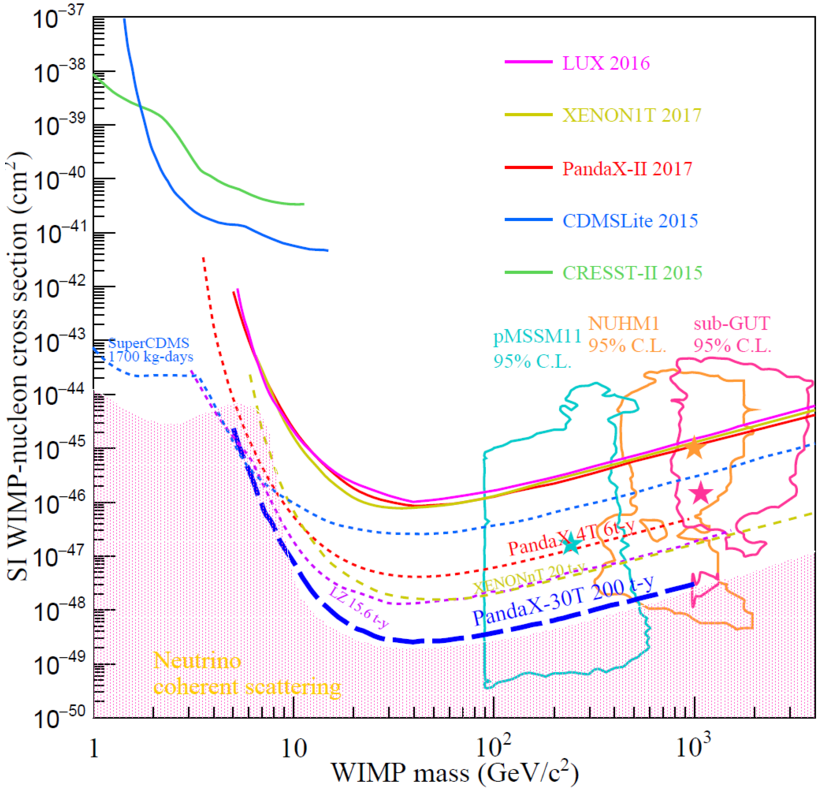 10⁻³⁷
10⁻³⁸
10⁻³⁹
10⁻⁴⁰
10⁻⁴¹
10⁻⁴²
10⁻⁴³
10⁻⁴⁴
10⁻⁴⁵
10⁻⁴⁶
10⁻⁴⁷
10⁻⁴⁸
10⁻⁴⁹
10⁻⁵⁰
SI WIMP-nucleon cross section (cm²)
LUX 2016
XENON1T 2017
PandaX-II 2017
CDMSLite 2015
CRESST-II 2015
pMSSM11
95% C.L.
NUHM1
95% C.L.
sub-GUT
95% C.L.
SuperCDMS
1700 kg-days
PandaX-4T 6t-y
XENONnT 20 t-y
LZ 15.6 t-y
PandaX-30T 200 t-y
Neutrino
coherent scattering
1 10 10² 10³
WIMP mass (GeV/c²)